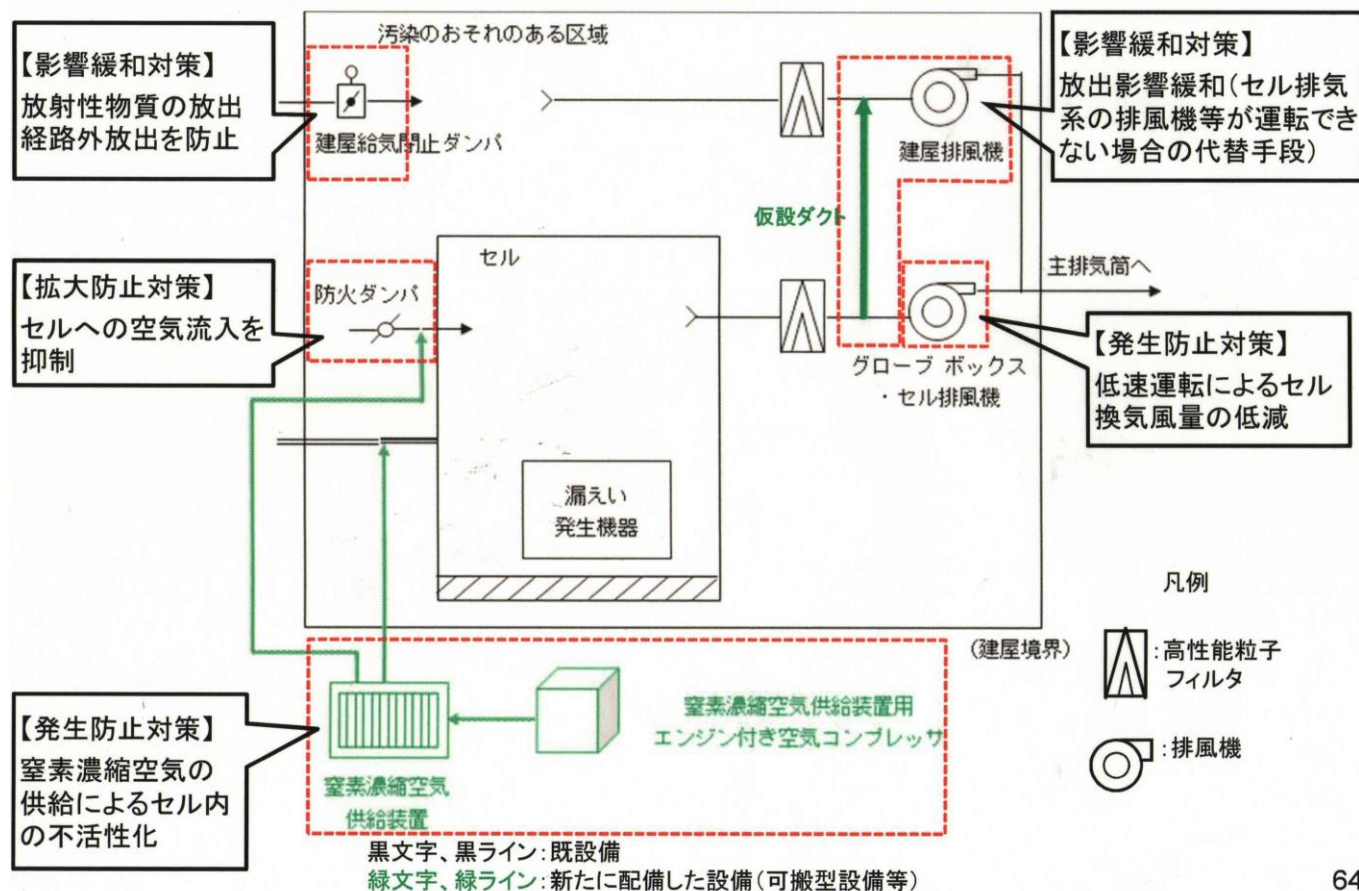 汚染のおそれのある区域
【影響緩和対策】
放射性物質の放出
経路外放出を防止
建屋給気閉止ダンパ
建屋排風機
【影響緩和対策】
放出影響緩和(セル排気
系の排風機等が運転でき
ない場合の代替手段)
仮設ダクト
【拡大防止対策】
セルへの空気流入を
抑制
防火ダンパ
セル
主排気筒へ
グローブ ボックス
・セル排風機
【発生防止対策】
低速運転によるセル
換気風量の低減
漏えい
発生機器
(建屋境界)
凡例
:高性能粒子
フィルタ
:排風機
【発生防止対策】
窒素濃縮空気の
供給によるセル内
の不活性化
窒素濃縮空気
供給装置
窒素濃縮空気供給装置用
エンジン付き空気コンプレッサ
黒文字、黒ライン:既設備
緑文字、緑ライン:新たに配備した設備(可搬型設備等)
64